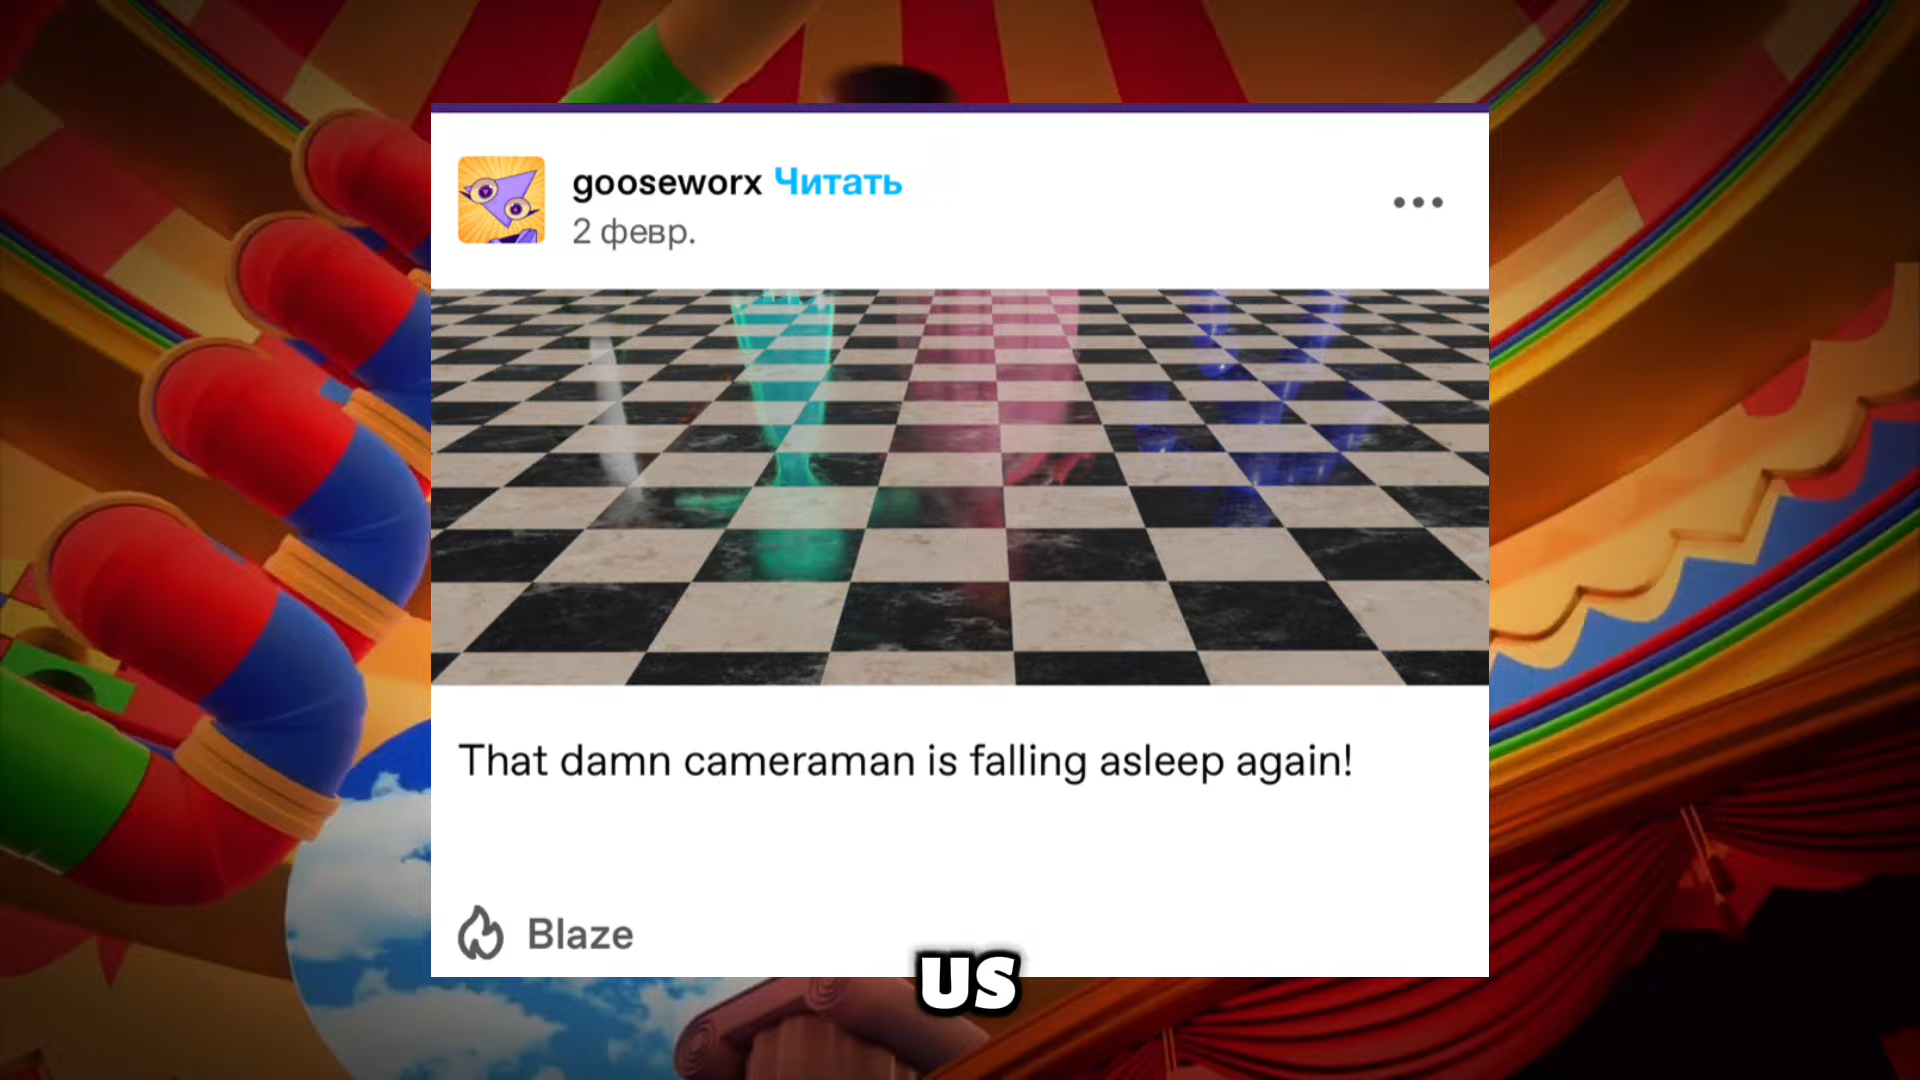 gooseworx Читать
2 февр.
That damn cameraman is falling asleep again!
Blaze
US